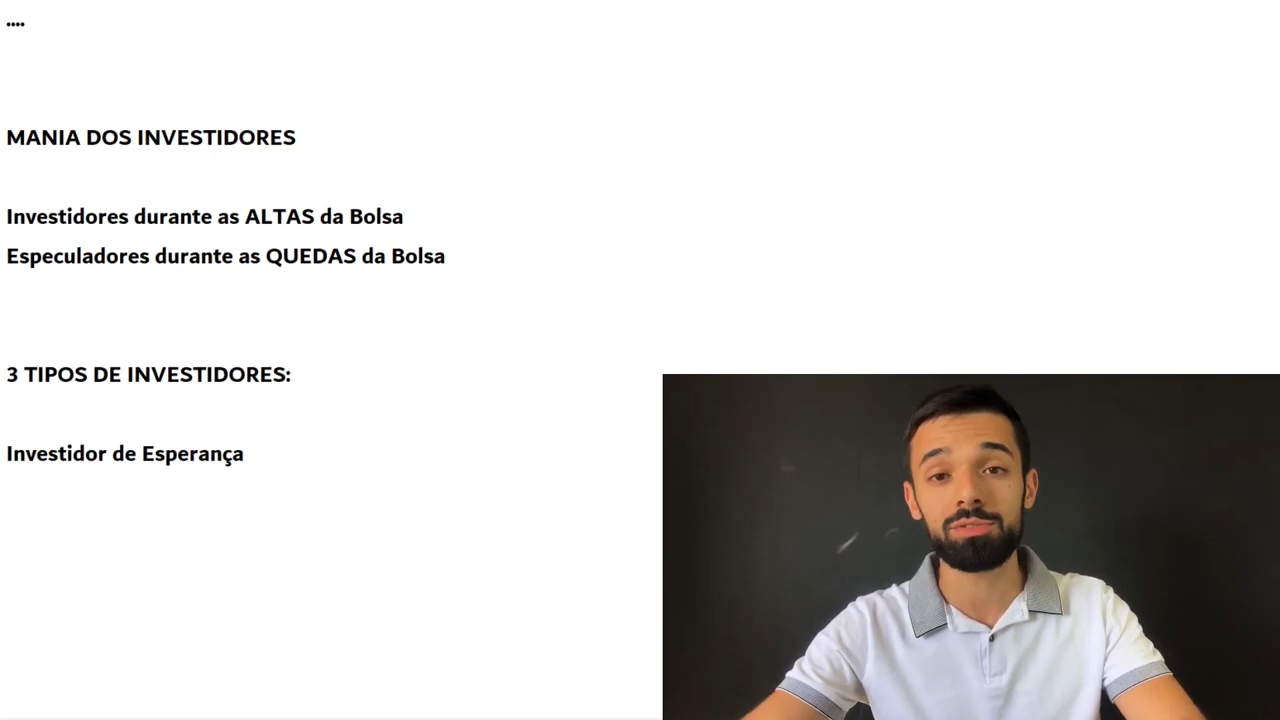 ....
MANIA DOS INVESTIDORES
Investidores durante as ALTAS da Bolsa
Especuladores durante as QUEDAS da Bolsa
3 TIPOS DE INVESTIDORES:
Investidor de Esperança